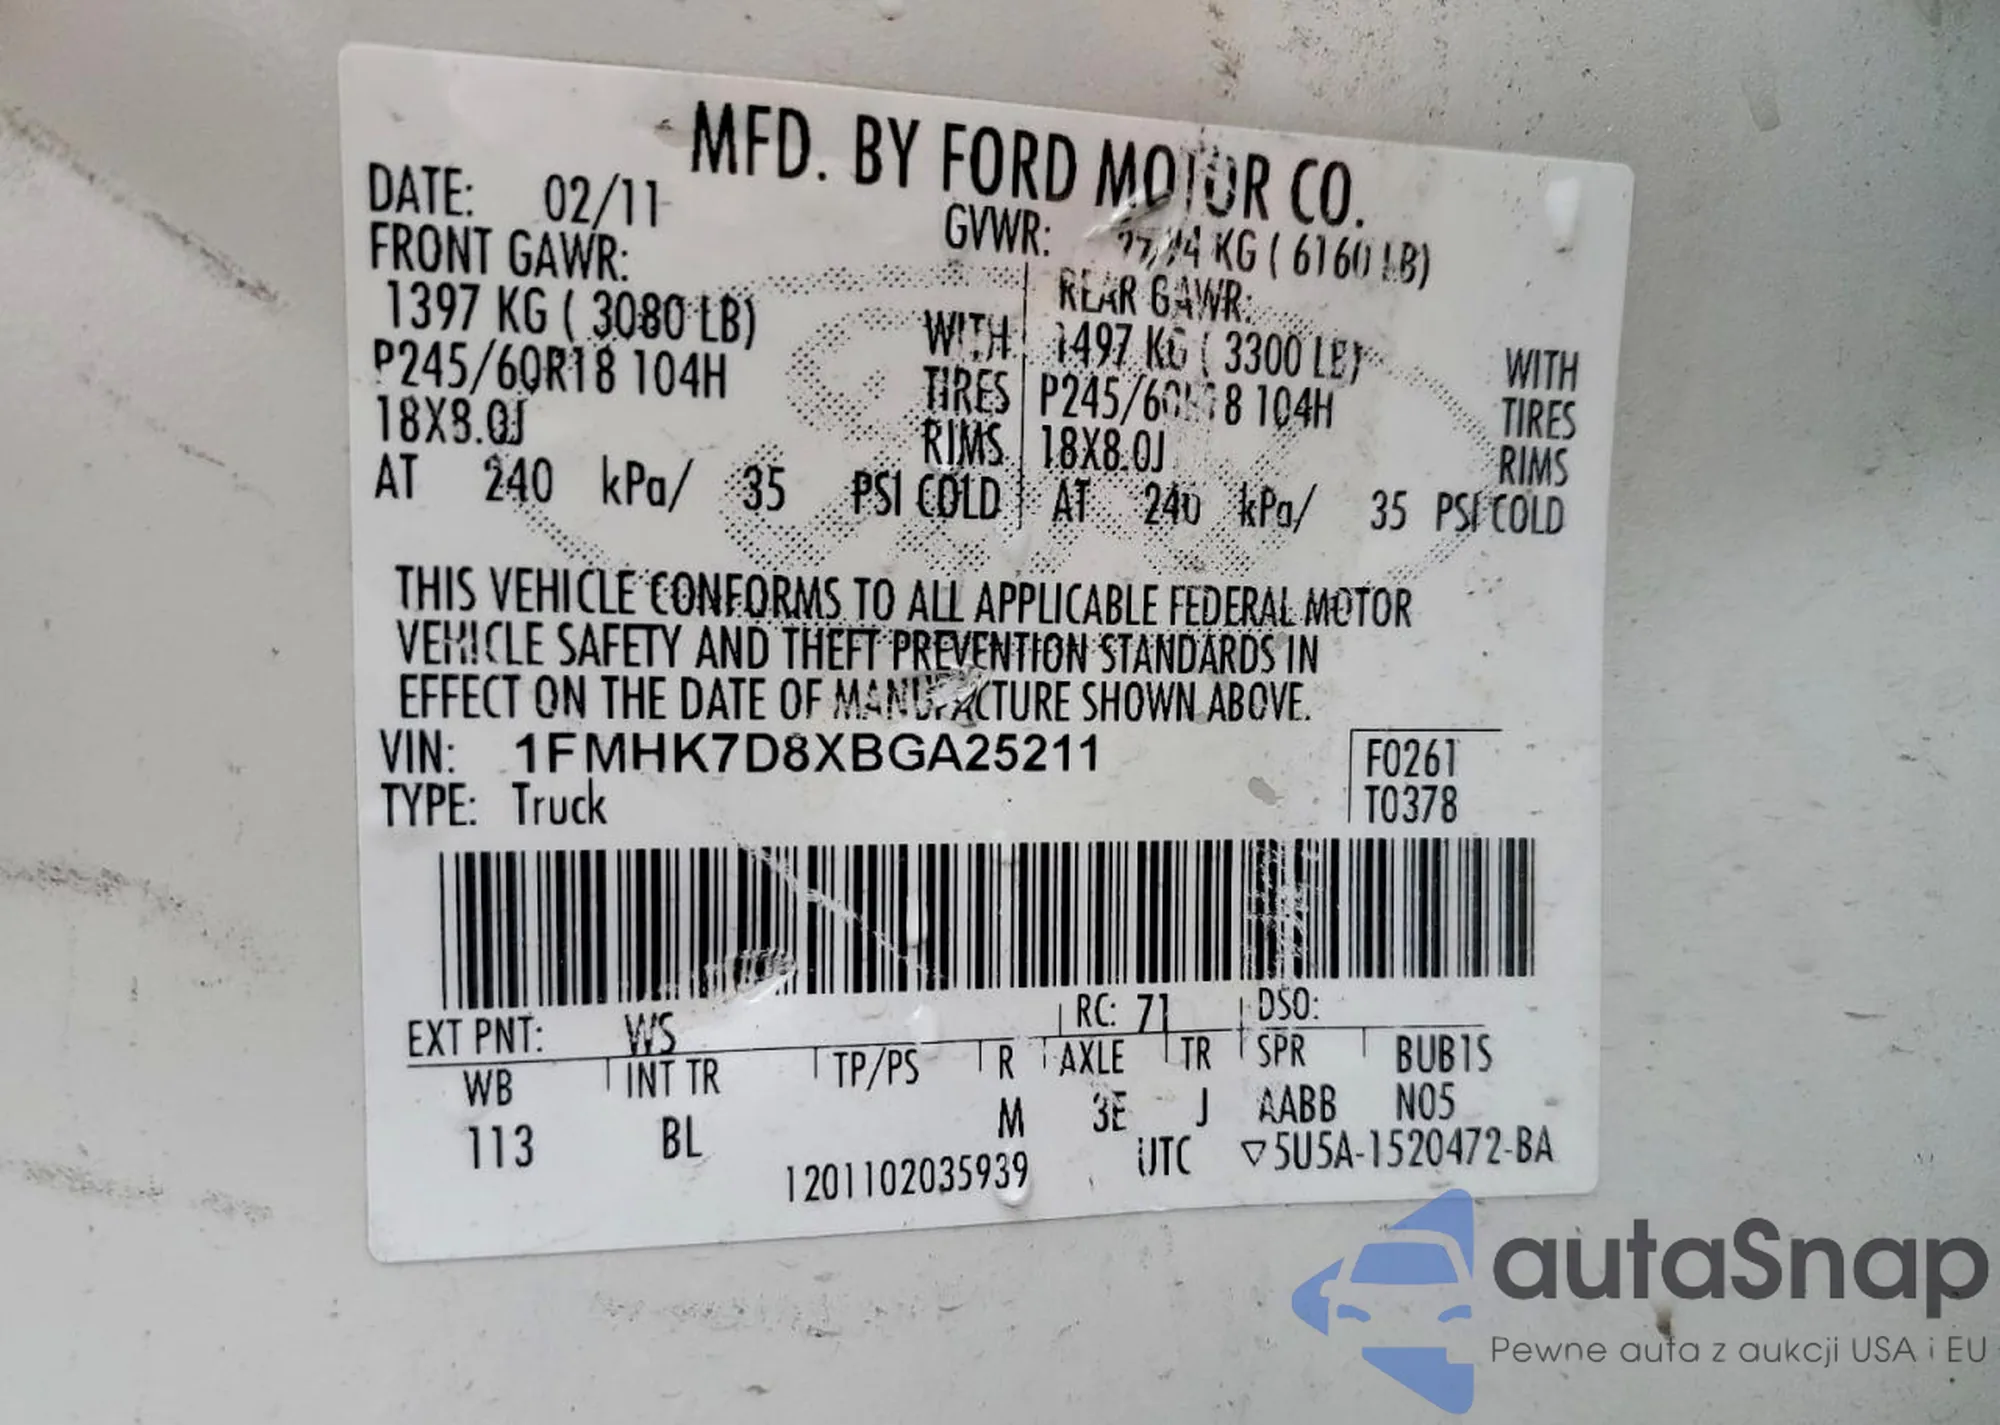 MFD. BY FORD MOTOR CO.
DATE: 02/11
GVWR: KG ( 6160 LB)
FRONT GAWR:
1397 KG ( 3080 LB) WITH
P245/60R18 104H TIRES
18X8.0J RIMS
AT 240 kPa/ 35 PSI COLD
REAR GAWR:
1497 KG ( 3300 LB) WITH
P245/60R18 104H TIRES
18X8.0J RIMS
AT 240 kPa/ 35 PSI COLD
THIS VEHICLE CONFORMS TO ALL APPLICABLE FEDERAL MOTOR
VEHICLE SAFETY AND THEFT PREVENTION STANDARDS IN
EFFECT ON THE DATE OF MANUFACTURE SHOWN ABOVE.
VIN: 1FMHK7D8XBGA25211 F0261
TYPE: Truck T0378
EXT PNT: WS RC: 71 DSO:
WB INT TR TP/PS R AXLE TR SPR BUB1S
113 BL M 3E J AABB N05
1201102035939 UTC ▽5U5A-1520472-BA
autaSnap
Pewne auta z aukcji USA i EU